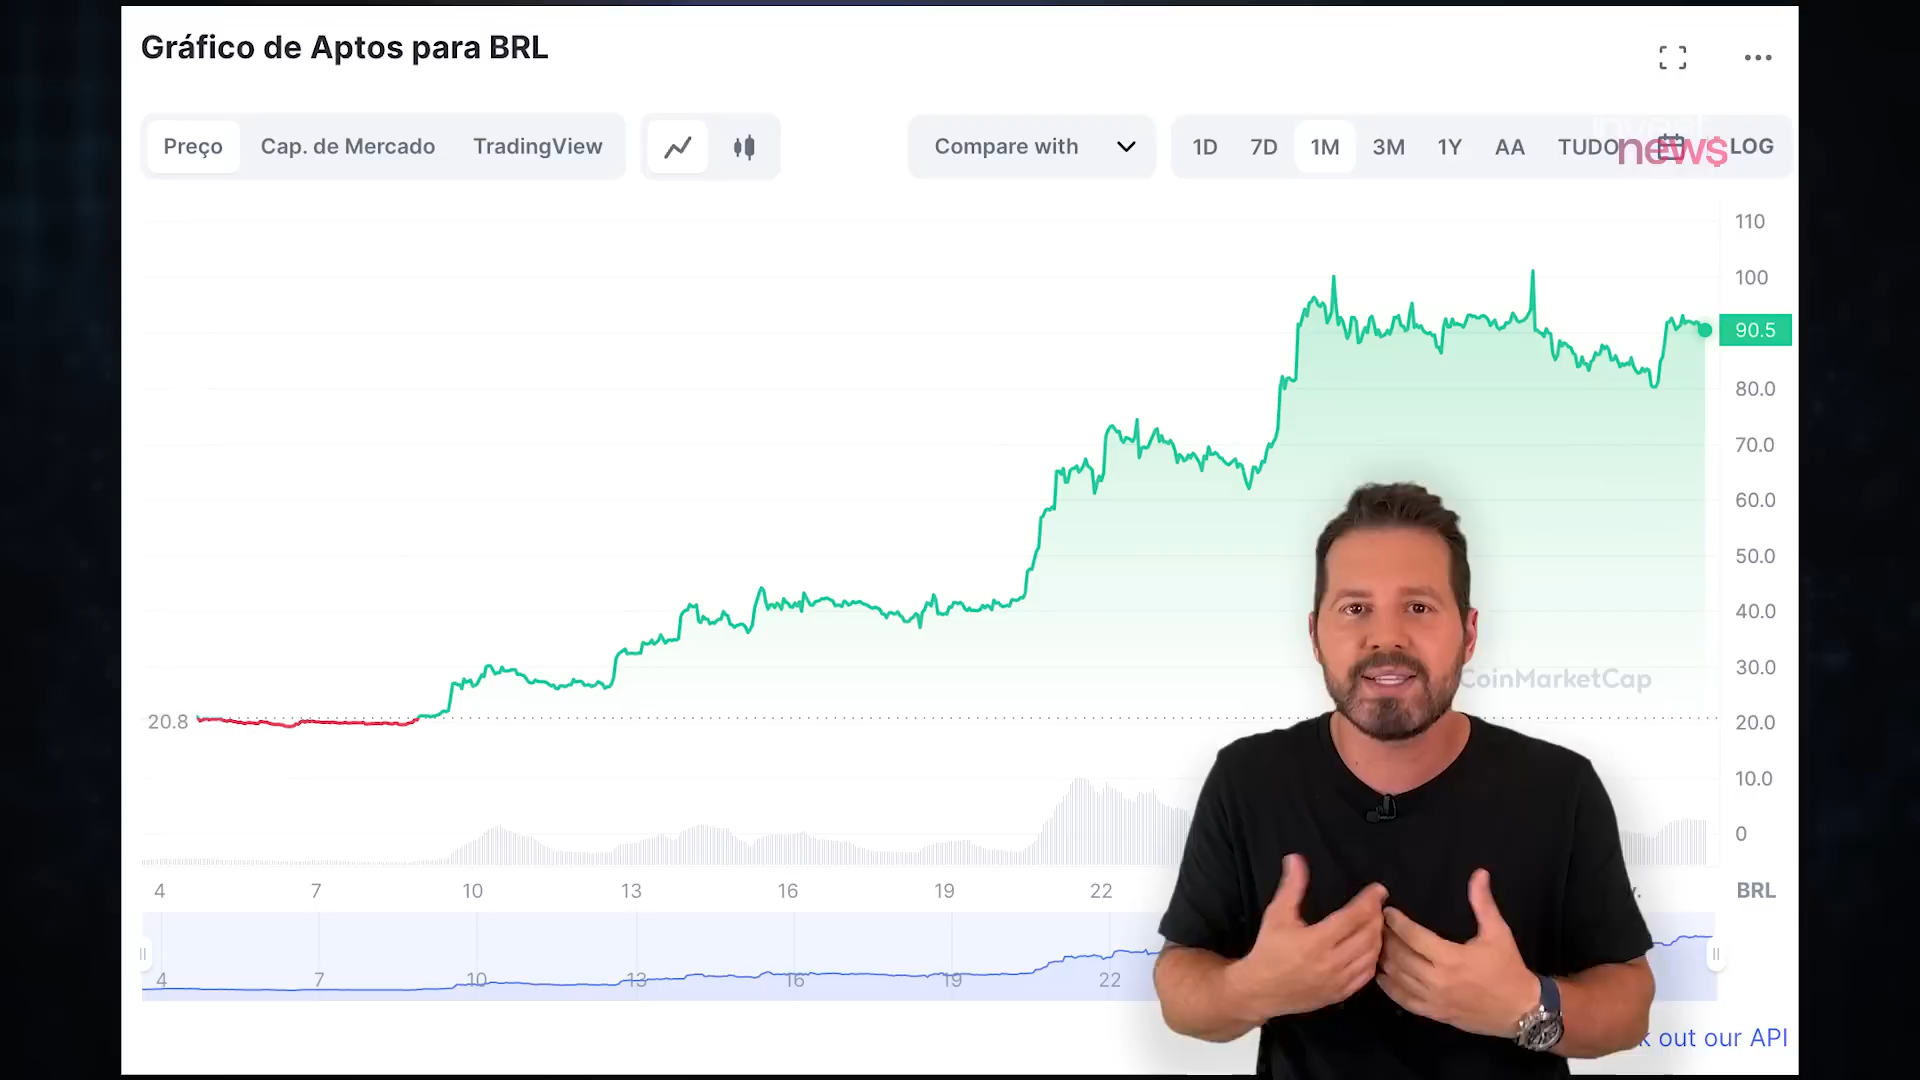 Gráfico de Aptos para BRL
Preço Cap. de Mercado TradingView Compare with 1D 7D 1M 3M 1Y AA TUDO LOG
invest
new$
110
100
90.5
80.0
70.0
60.0
50.0
40.0
30.0
CoinMarketCap
20.8 20.0
10.0
0
4 7 10 13 16 19 22 BRL
4 7 10 13 16 19 22
k out our API